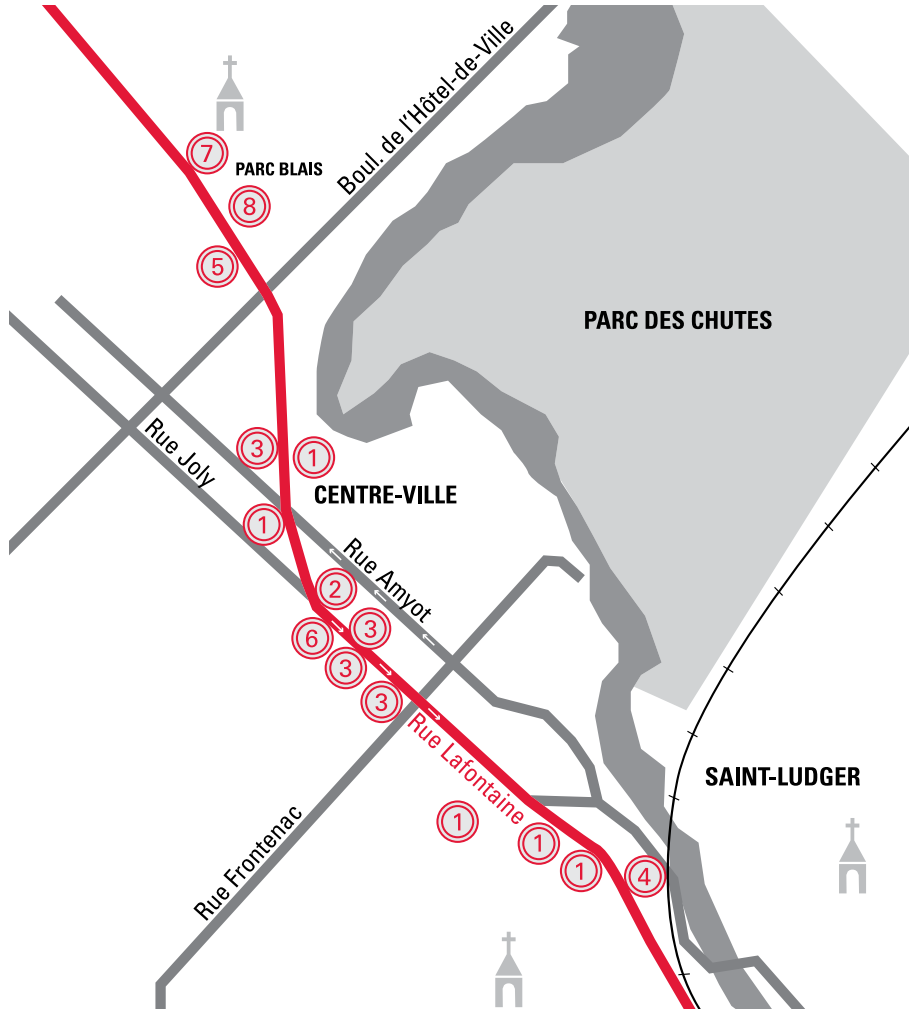 7
PARC BLAIS
8
5
Boul. de l'Hôtel-de-Ville
PARC DES CHUTES
Rue Joly
3
1
CENTRE-VILLE
1
Rue Amyot
2
3
6
3
3
Rue Lafontaine
SAINT-LUDGER
1
1
1
4
Rue Frontenac